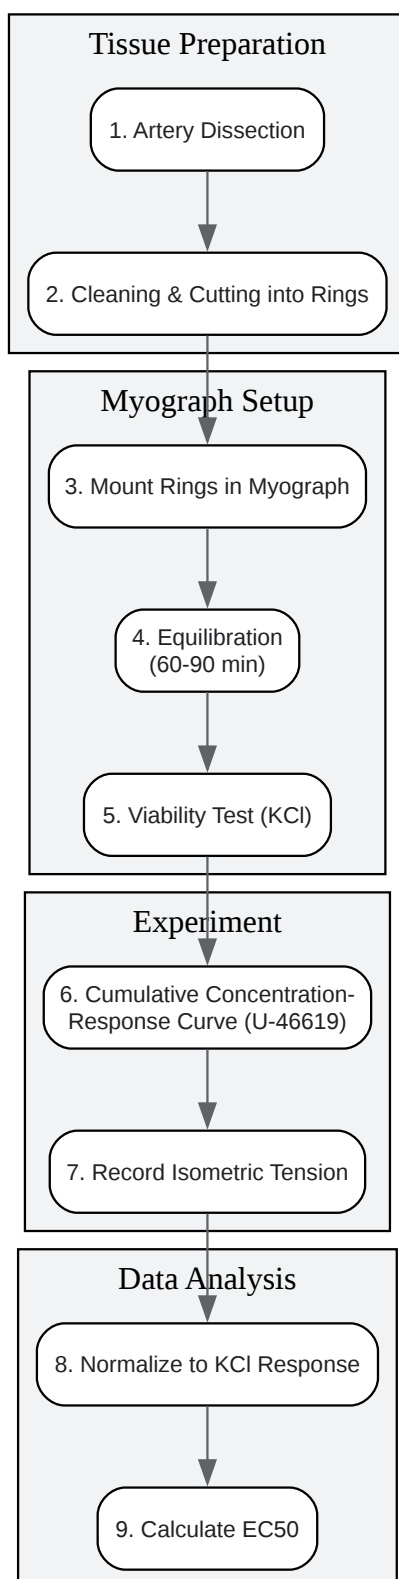 Tissue Preparation
1. Artery Dissection
2. Cleaning & Cutting into Rings
Myograph Setup
3. Mount Rings in Myograph
4. Equilibration
(60-90 min)
5. Viability Test (KCl)
Experiment
6. Cumulative Concentration-
Response Curve (U-46619)
7. Record Isometric Tension
Data Analysis
8. Normalize to KCl Response
9. Calculate EC50